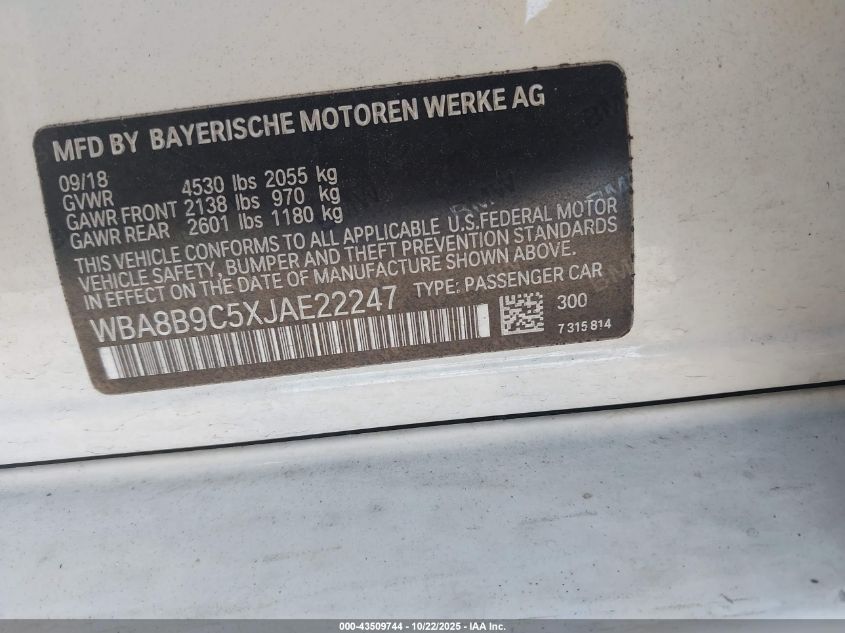 MFD BY BAYERISCHE MOTOREN WERKE AG
09/18
GVWR 4530 lbs 2055 kg
GAWR FRONT 2138 lbs 970 kg
GAWR REAR 2601 lbs 1180 kg
THIS VEHICLE CONFORMS TO ALL APPLICABLE U.S.FEDERAL MOTOR
VEHICLE SAFETY, BUMPER AND THEFT PREVENTION STANDARDS
IN EFFECT ON THE DATE OF MANUFACTURE SHOWN ABOVE.
WBA8B9C5XJAE22247 TYPE: PASSENGER CAR
300
7 315 814
000-43509744 - 10/22/2025 - IAA Inc.